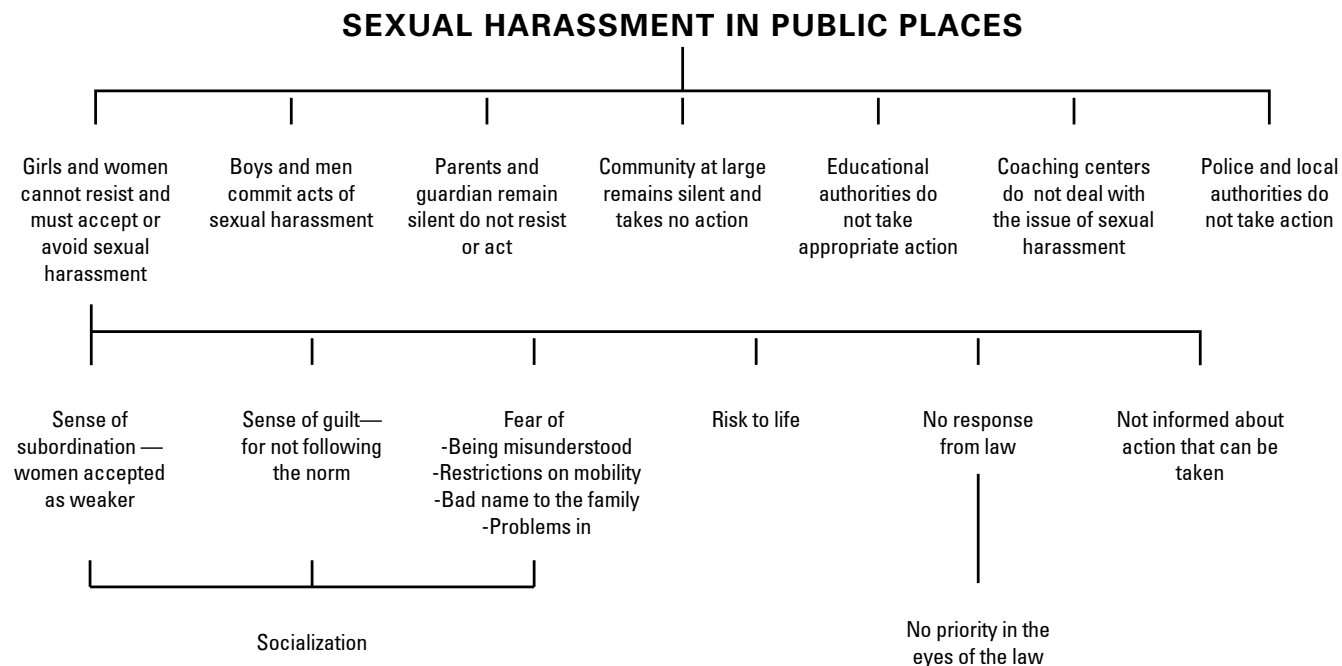 SEXUAL HARASSMENT IN PUBLIC PLACES
Girls and women
cannot resist and
must accept or
avoid sexual
harassment
Boys and men
commit acts of
sexual harassment
Parents and
guardian remain
silent do not resist
or act
Community at large
remains silent and
takes no action
Educational
authorities do
not take
appropriate action
Coaching centers
do  not deal with
the issue of sexual
harassment
Police and local
authorities do
not take action
Sense of
subordination —
women accepted
as weaker
Sense of guilt—
for not following
the norm
Fear of
-Being misunderstood
-Restrictions on mobility
-Bad name to the family
-Problems in
Risk to life
No response
from law
Not informed about
action that can be
taken
Socialization
No priority in the
eyes of the law